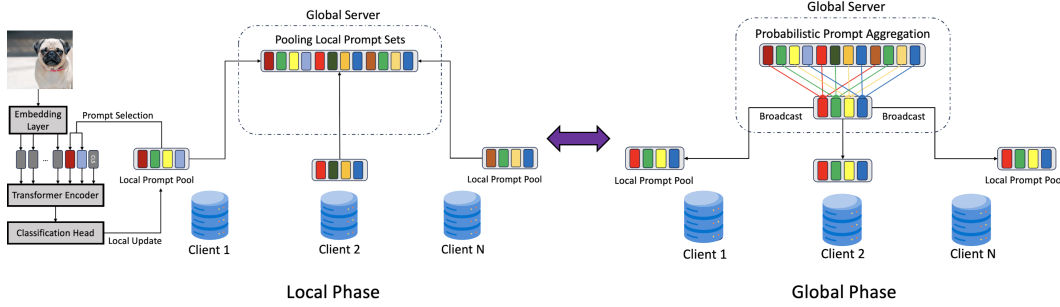 Global Server
Pooling Local Prompt Sets
Embedding
Layer
Prompt Selection
...
CLS
Local Prompt Pool
Transformer Encoder
Classification Head
Local Update
Client 1
Client 2
Local Prompt Pool
Client N
Local Phase
Global Server
Probabilistic Prompt Aggregation
Broadcast
Broadcast
Local Prompt Pool
Local Prompt Poo
Client 1
Client 2
Client N
Global Phase